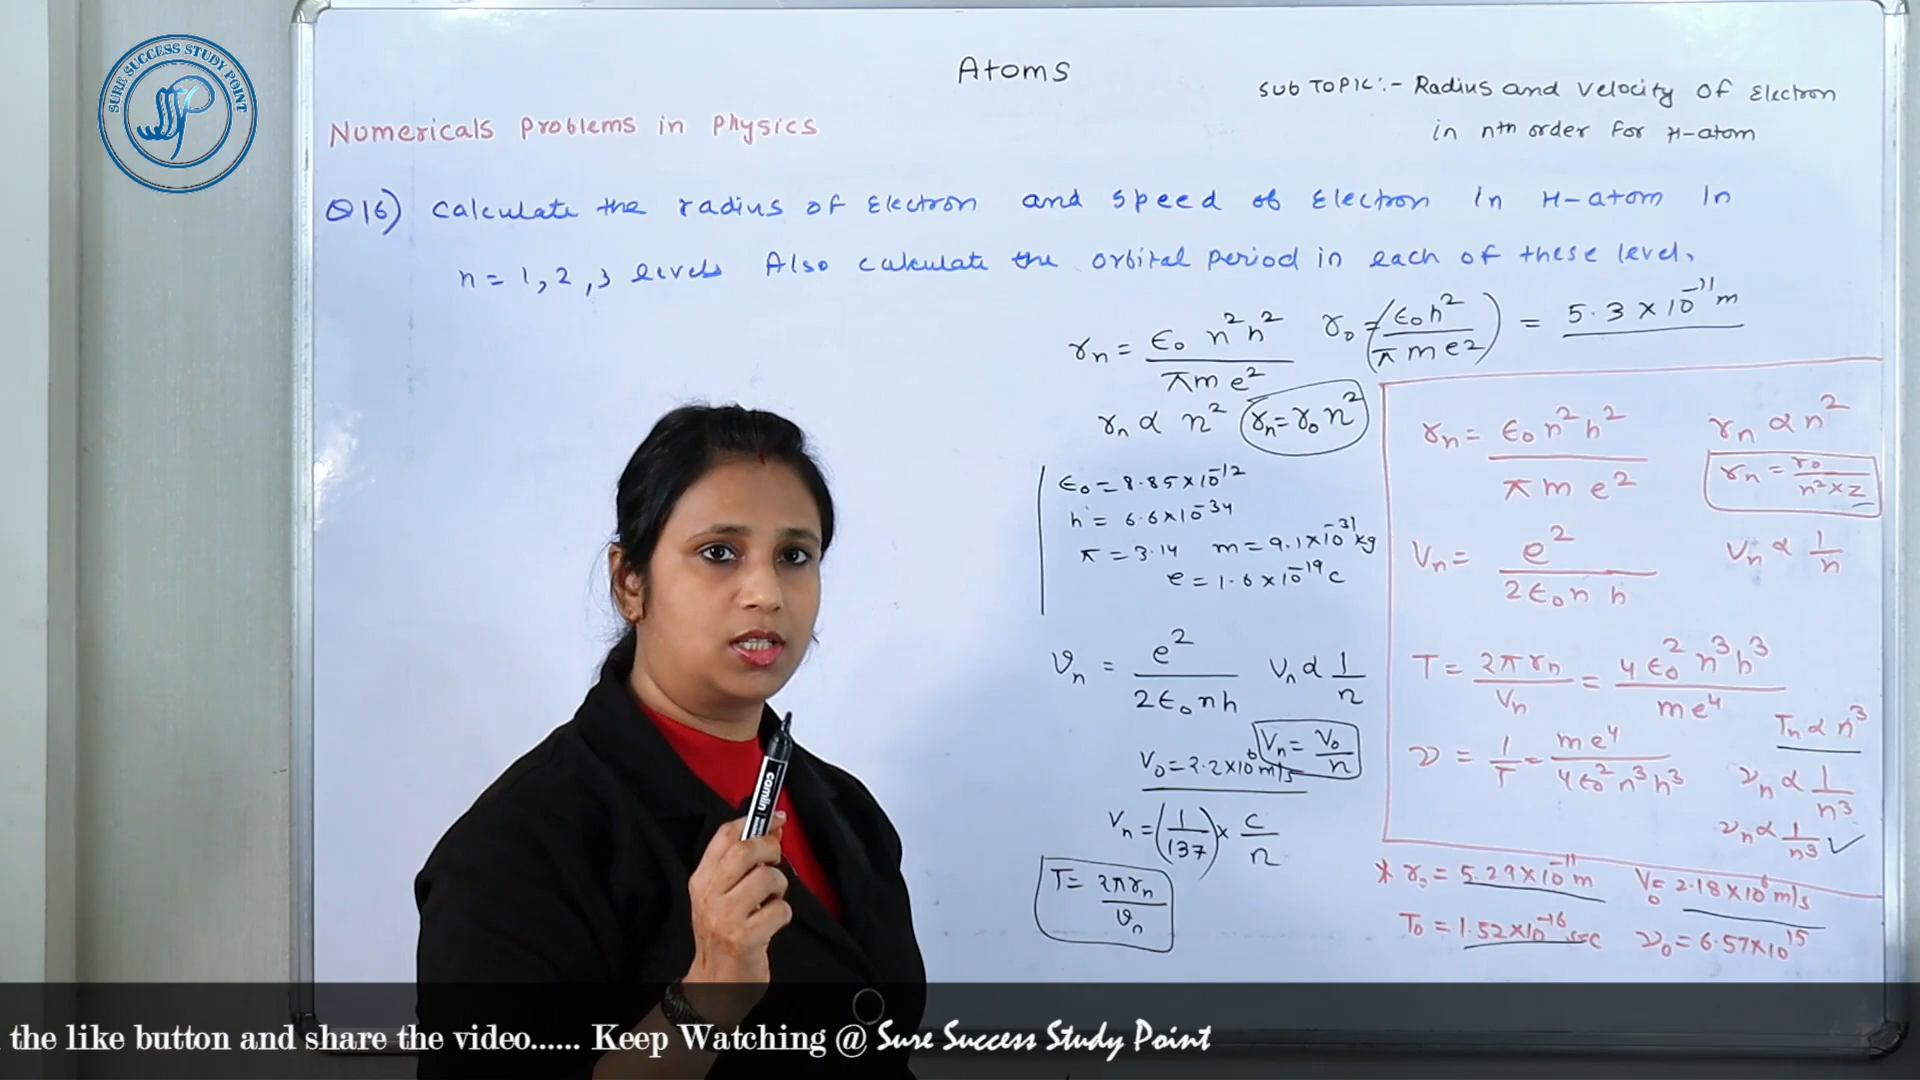 SURE SUCCESS STUDY POINT
Atoms
SUB TOPIC:- Radius and Velocity of Electron
in nth order for H-atom
Numericals Problems in Physics
Q16) Calculate the radius of Electron and speed of Electron in H-atom In
n = 1, 2, 3 levels Also calculate the orbital period in each of these level.
rₙ = ϵ₀ n²h² / πme²
r₀ = (ϵ₀h² / πme²) = 5.3 × 10⁻¹¹ m
rₙ ∝ n² rₙ = r₀ n²
ϵ₀ = 8.85×10⁻¹²
h = 6.6×10⁻³⁴
π = 3.14 m = 9.1×10⁻³¹ kg
e = 1.6×10⁻¹⁹ C
vₙ = e² / 2ϵ₀nh Vₙ ∝ 1/n
V₀ = 2.2×10⁶ m/s Vₙ = V₀/n
Vₙ = (1/137) × c/n
T = 2πrₙ / vₙ
rₙ = ϵ₀n²h² / πme² rₙ ∝ n²
rₙ = r₀ / n²×Z
Vₙ = e² / 2ϵ₀nh Vₙ ∝ 1/n
T = 2πrₙ / Vₙ = 4ϵ₀²n³h³ / me⁴
Tₙ ∝ n³
ν = 1/T = me⁴ / 4ϵ₀²n³h³
νₙ ∝ 1/n³
νₙ ∝ 1/n³ ✓
* r₀ = 5.29×10⁻¹¹ m V₀ = 2.18×10⁶ m/s
T₀ = 1.52×10⁻¹⁶ sec ν₀ = 6.57×10¹⁵
camlin
the like button and share the video...... Keep Watching @ Sure Success Study Point